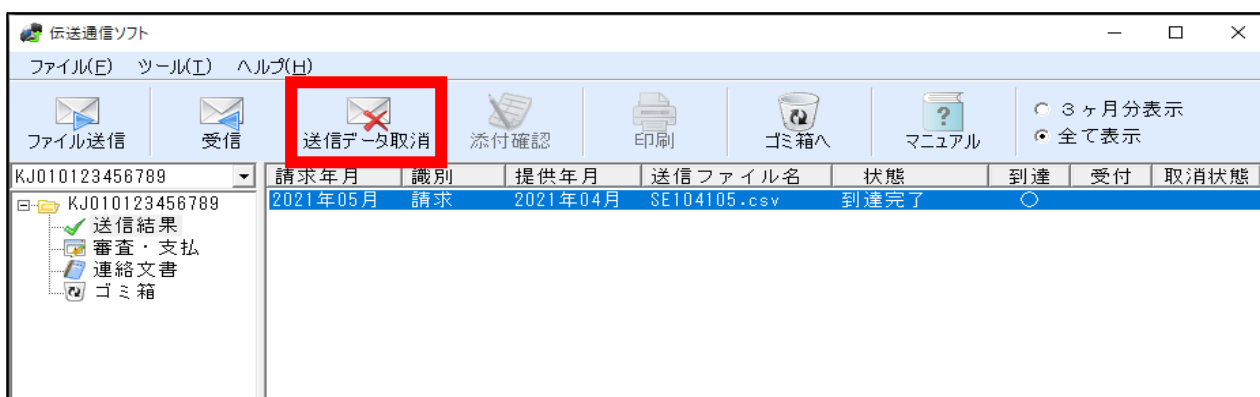 伝送通信ソフト
ファイル(F) ツール(T) ヘルプ(H)
ファイル送信 受信 送信データ取消 添付確認 印刷 ゴミ箱へ マニュアル
3ヶ月分表示
全て表示
KJ010123456789
請求年月 識別 提供年月 送信ファイル名 状態 到達 受付 取消状態
2021年05月 請求 2021年04月 SE104105.csv 到達完了 ○
KJ010123456789
送信結果
審査・支払
連絡文書
ゴミ箱